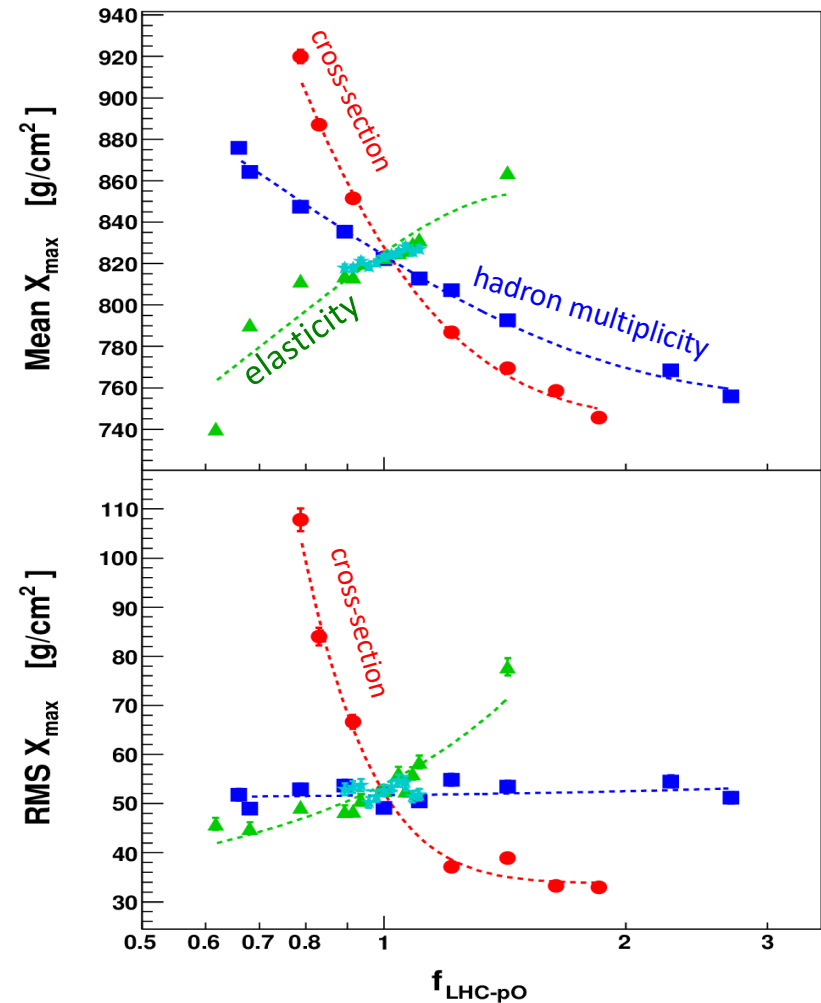 940
920
900
880
860
840
820
800
780
760
740
Mean X_max [g/cm²]
cross-section
hadron multiplicity
elasticity
110
100
90
80
70
60
50
40
30
RMS X_max [g/cm²]
cross-section
0.5 0.6 0.7 0.8 1 2 3
f_LHC-pO